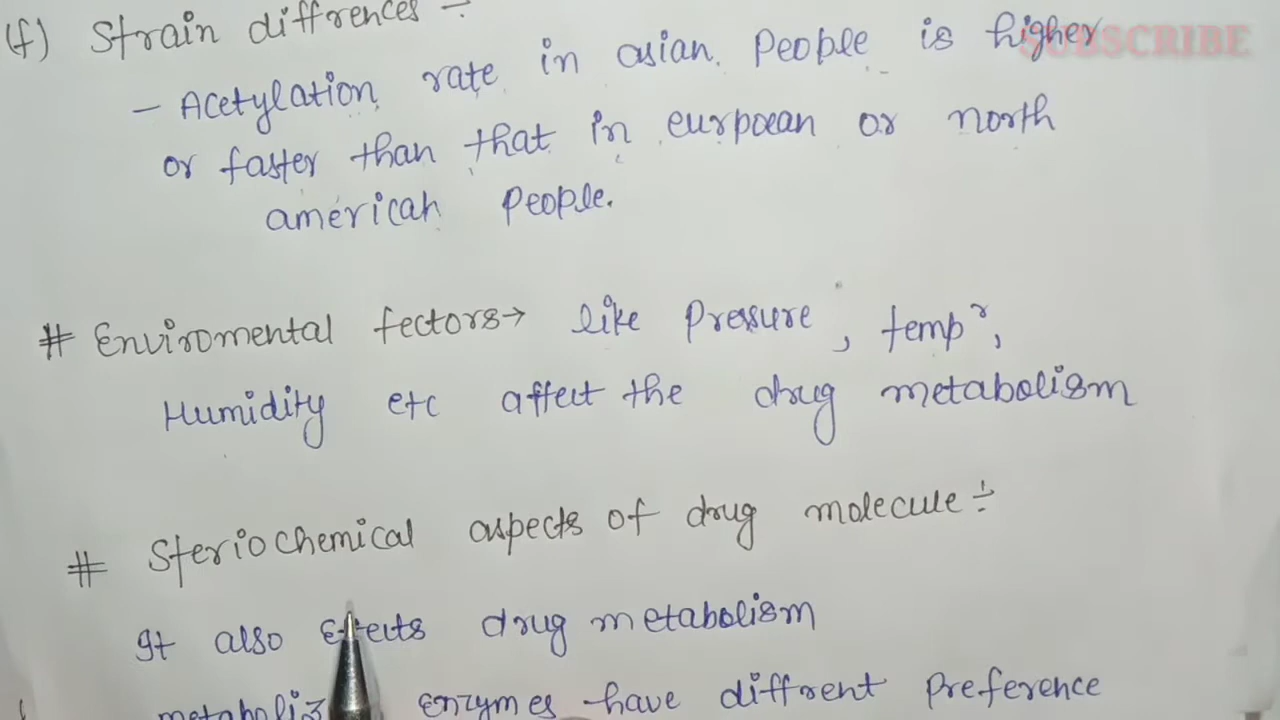 (f) Strain diffrences ÷
SUBSCRIBE
- Acetylation rate in asian People is higher
or faster than that in eurpoean or north
american People.
# Enviromental fectors→ like Pressure, tempr,
Humidity etc affect the drug metabolism
# Steriochemical aspects of drug molecule ÷
It also Effects drug metabolism
enzymes have diffrent Preference